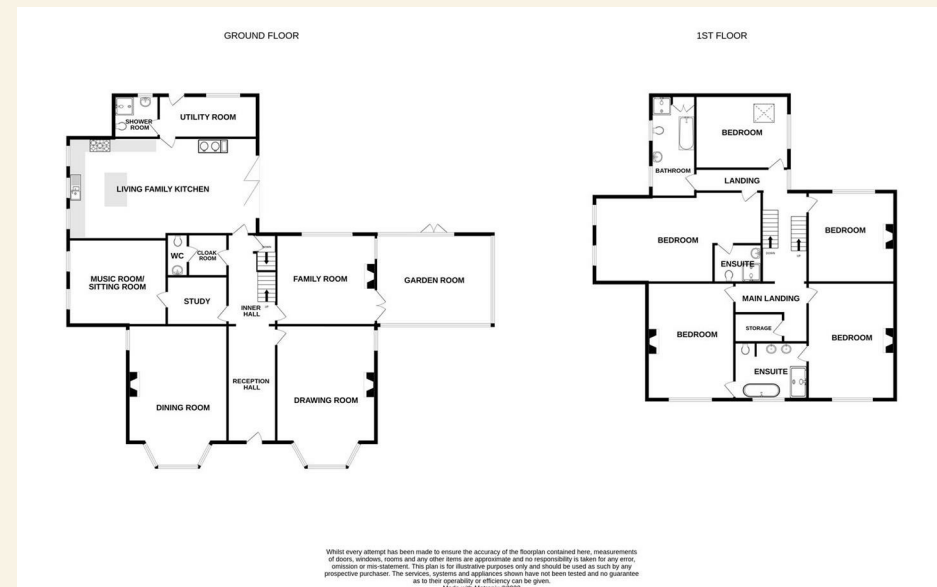 GROUND FLOOR
SHOWER
ROOM
UTILITY ROOM
LIVING FAMILY KITCHEN
WC
CLOAK
ROOM
DOWN
MUSIC ROOM/
SITTING ROOM
STUDY
UP
INNER
HALL
FAMILY ROOM
GARDEN ROOM
DINING ROOM
RECEPTION
HALL
DRAWING ROOM
1ST FLOOR
BATHROOM
BEDROOM
LANDING
BEDROOM
ENSUITE
DOWN
UP
BEDROOM
MAIN LANDING
STORAGE
BEDROOM
ENSUITE
BEDROOM
Whilst every attempt has been made to ensure the accuracy of the floorplan contained here, measurements
of doors, windows, rooms and any other items are approximate and no responsibility is taken for any error,
omission or mis-statement. This plan is for illustrative purposes only and should be used as such by any
prospective purchaser. The services, systems and appliances shown have not been tested and no guarantee
as to their operability or efficiency can be given.